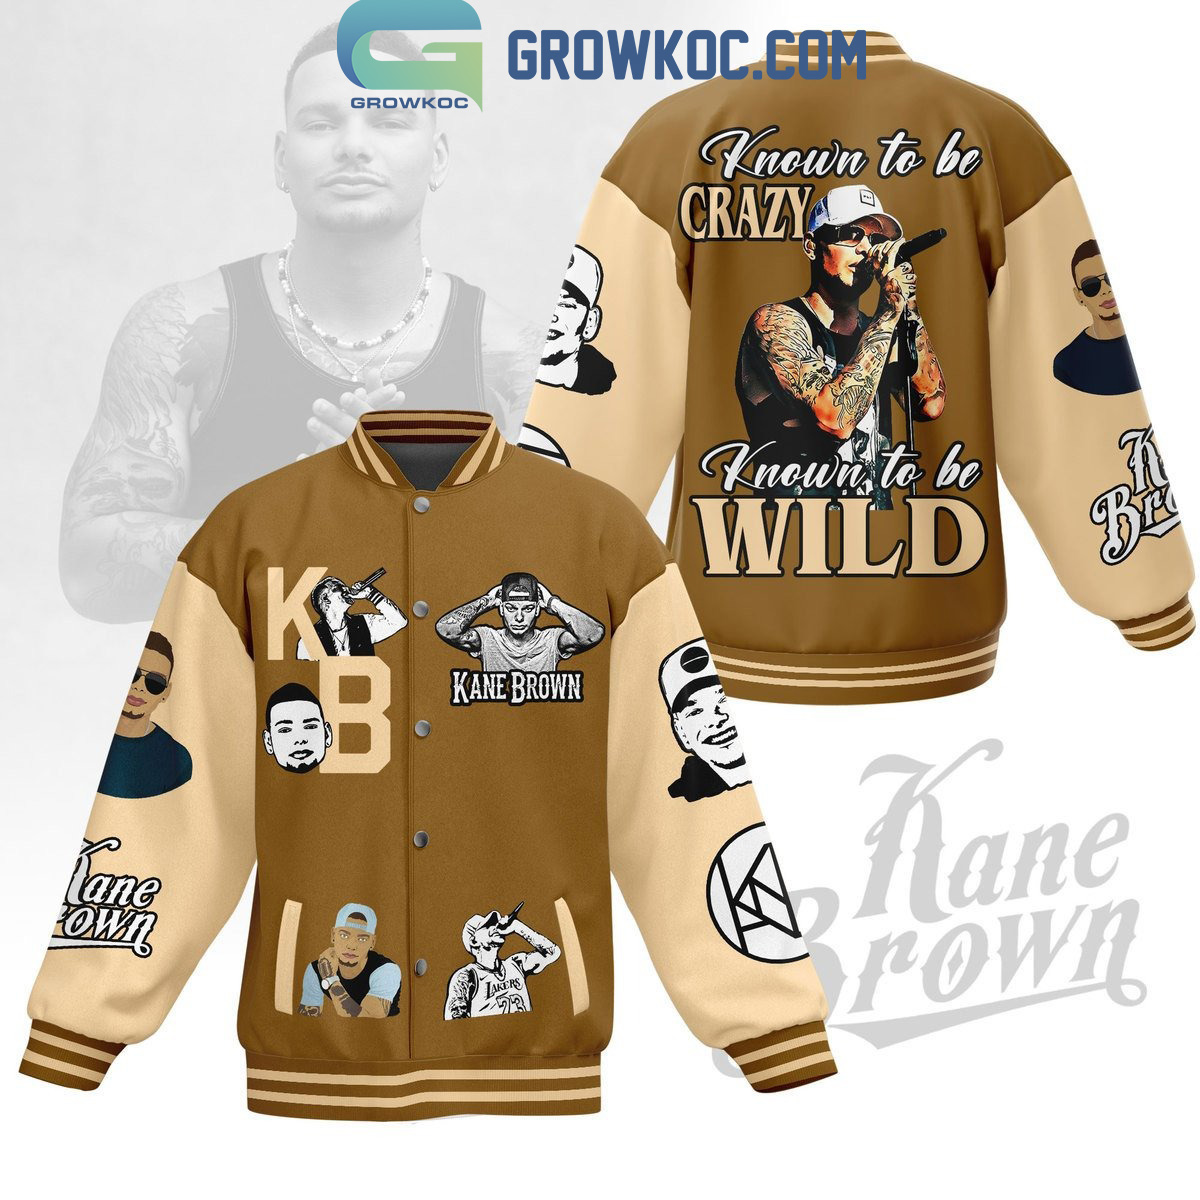 GROWKOC
GROWKOC.COM
Known to be
CRAZY
Known to be
WILD
Kane
Brown
K
B
KANE BROWN
LAKERS
23
Kane
Brown
Kane
Brown